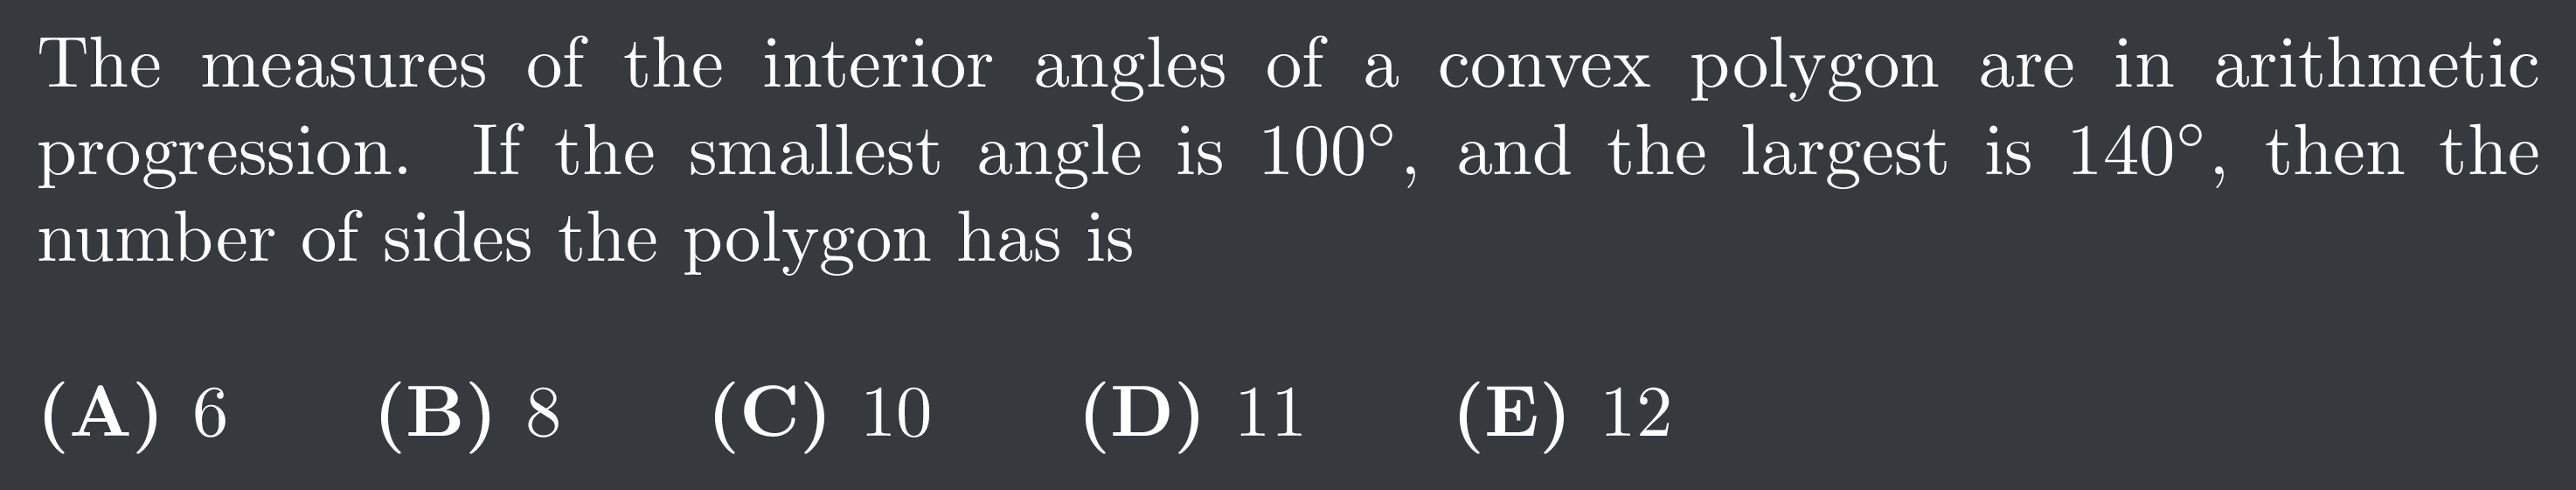 The measures of the interior angles of a convex polygon are in arithmetic
progression. If the smallest angle is 100°, and the largest is 140°, then the
number of sides the polygon has is
(A) 6 (B) 8 (C) 10 (D) 11 (E) 12